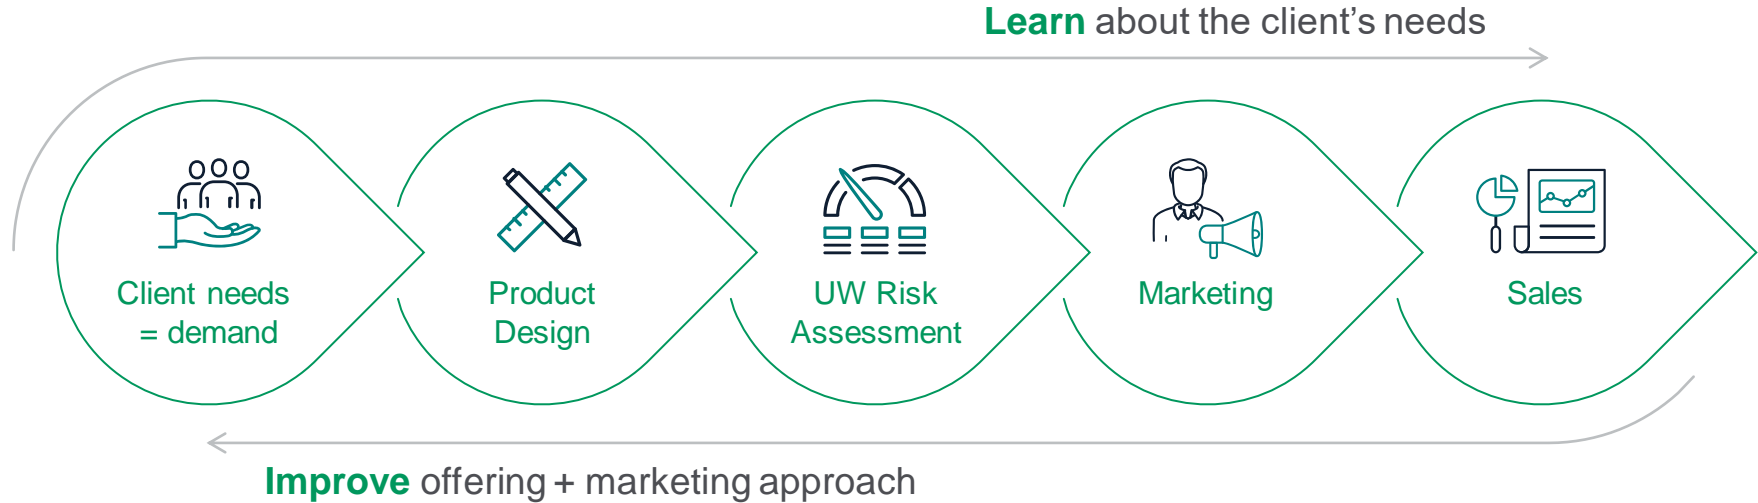 Learn about the client's needs
Client needs
= demand
Product
Design
UW Risk
Assessment
Marketing
Sales
Improve offering + marketing approach